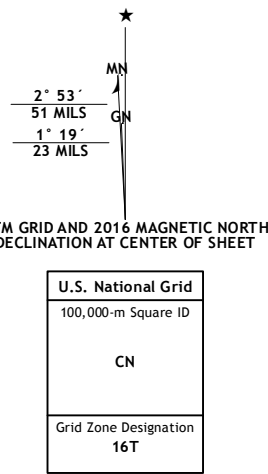 ★
MN
2° 53´
51 MILS
GN
1° 19´
23 MILS
TM GRID AND 2016 MAGNETIC NORTH
DECLINATION AT CENTER OF SHEET
U.S. National Grid
100,000-m Square ID
CN
Grid Zone Designation
16T